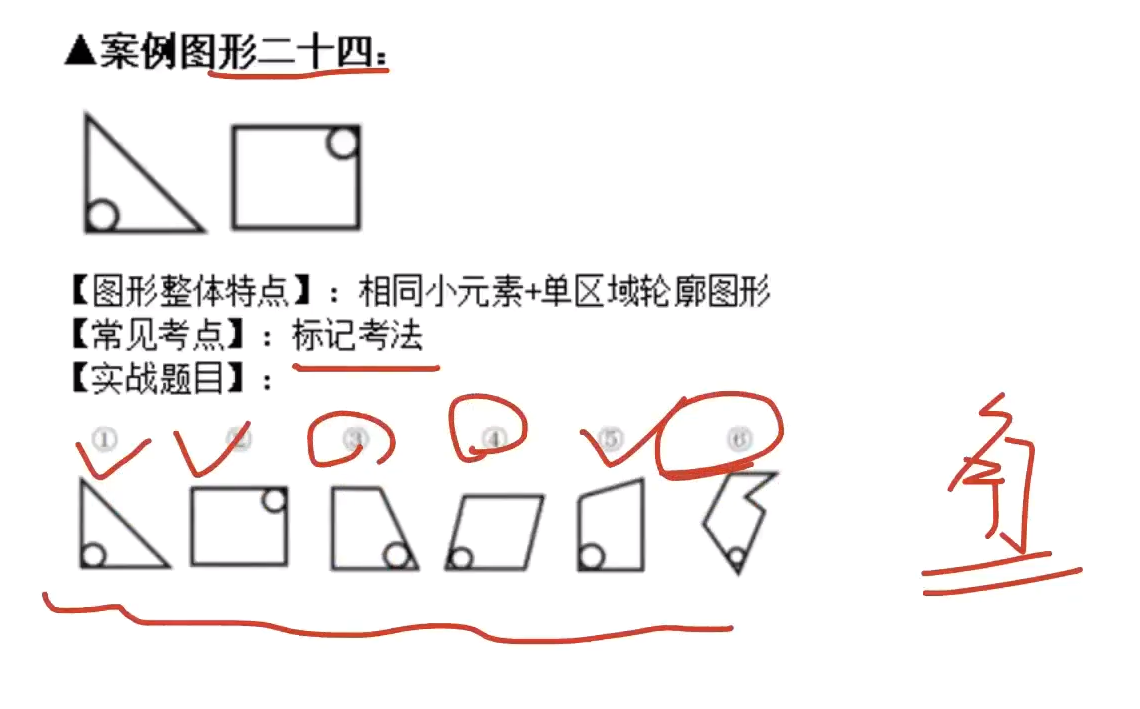 ▲案例图形二十四：
【图形整体特点】：相同小元素+单区域轮廓图形
【常见考点】：标记考法
【实战题目】：
① ② ③ ④ ⑤ ⑥
角